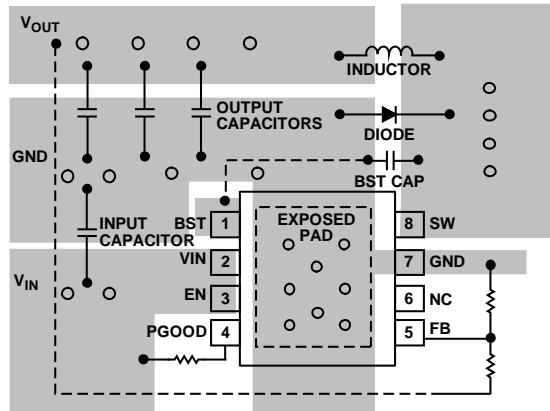 VOUT
INDUCTOR
OUTPUT
CAPACITORS
DIODE
GND
BST CAP
INPUT
CAPACITOR
BST
1
EXPOSED
PAD
8
SW
VIN
2
7
GND
VIN
EN
3
6
NC
PGOOD
4
5
FB